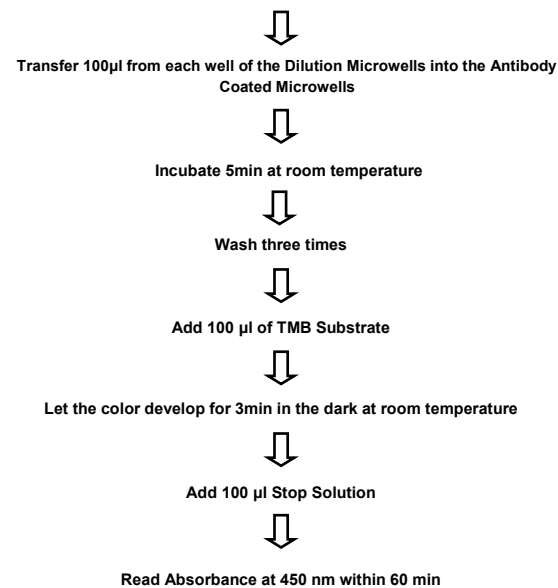 Transfer 100µl from each well of the Dilution Microwells into the Antibody
Coated Microwells
Incubate 5min at room temperature
Wash three times
Add 100 µl of TMB Substrate
Let the color develop for 3min in the dark at room temperature
Add 100 µl Stop Solution
Read Absorbance at 450 nm within 60 min